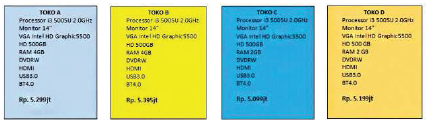 TOKO A
Processor i3 5005U 2.0GHz
Monitor 14"
VGA Intel HD Graphic5500
HD 500GB
RAM 4GB
DVDRW
HDMI
USB3.0
BT4.0
Rp. 5.299jt
TOKO B
Processor i3 5005U 2.0GHz
Monitor 14"
VGA Intel HD Graphic5500
HD 500GB
RAM 4GB
DVDRW
HDMI
USB3.0
BT4.0
Rp. 5.395jt
TOKO C
Processor i3 5005U 2.0GHz
Monitor 14"
VGA Intel HD Graphic5500
HD 500GB
RAM 2GB
DVDRW
HDMI
USB3.0
BT4.0
Rp. 5.099jt
TOKO D
Processor i3 5005U 2.0GHz
Monitor 14"
VGA Intel HD Graphic5500
HD 500 GB
RAM 2 GB
DVDRW
HDMI
USB3.0
BT4.0
Rp. 5.199jt